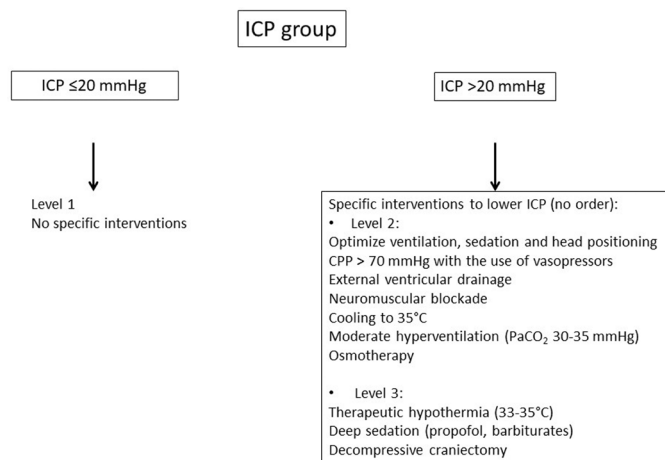 ICP group
ICP ≤20 mmHg
ICP >20 mmHg
Level 1
No specific interventions
Specific interventions to lower ICP (no order):
• Level 2:
Optimize ventilation, sedation and head positioning
CPP > 70 mmHg with the use of vasopressors
External ventricular drainage
Neuromuscular blockade
Cooling to 35°C
Moderate hyperventilation (PaCO₂ 30-35 mmHg)
Osmotherapy
• Level 3:
Therapeutic hypothermia (33-35°C)
Deep sedation (propofol, barbiturates)
Decompressive craniectomy